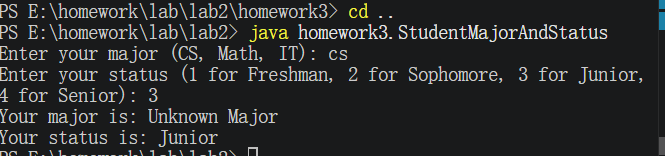 PS E:\homework\lab\lab2\homework3> cd ..
PS E:\homework\lab\lab2> java homework3.StudentMajorAndStatus
Enter your major (CS, Math, IT): cs
Enter your status (1 for Freshman, 2 for Sophomore, 3 for Junior,
4 for Senior): 3
Your major is: Unknown Major
Your status is: Junior
PS E:\homework\lab\lab2>